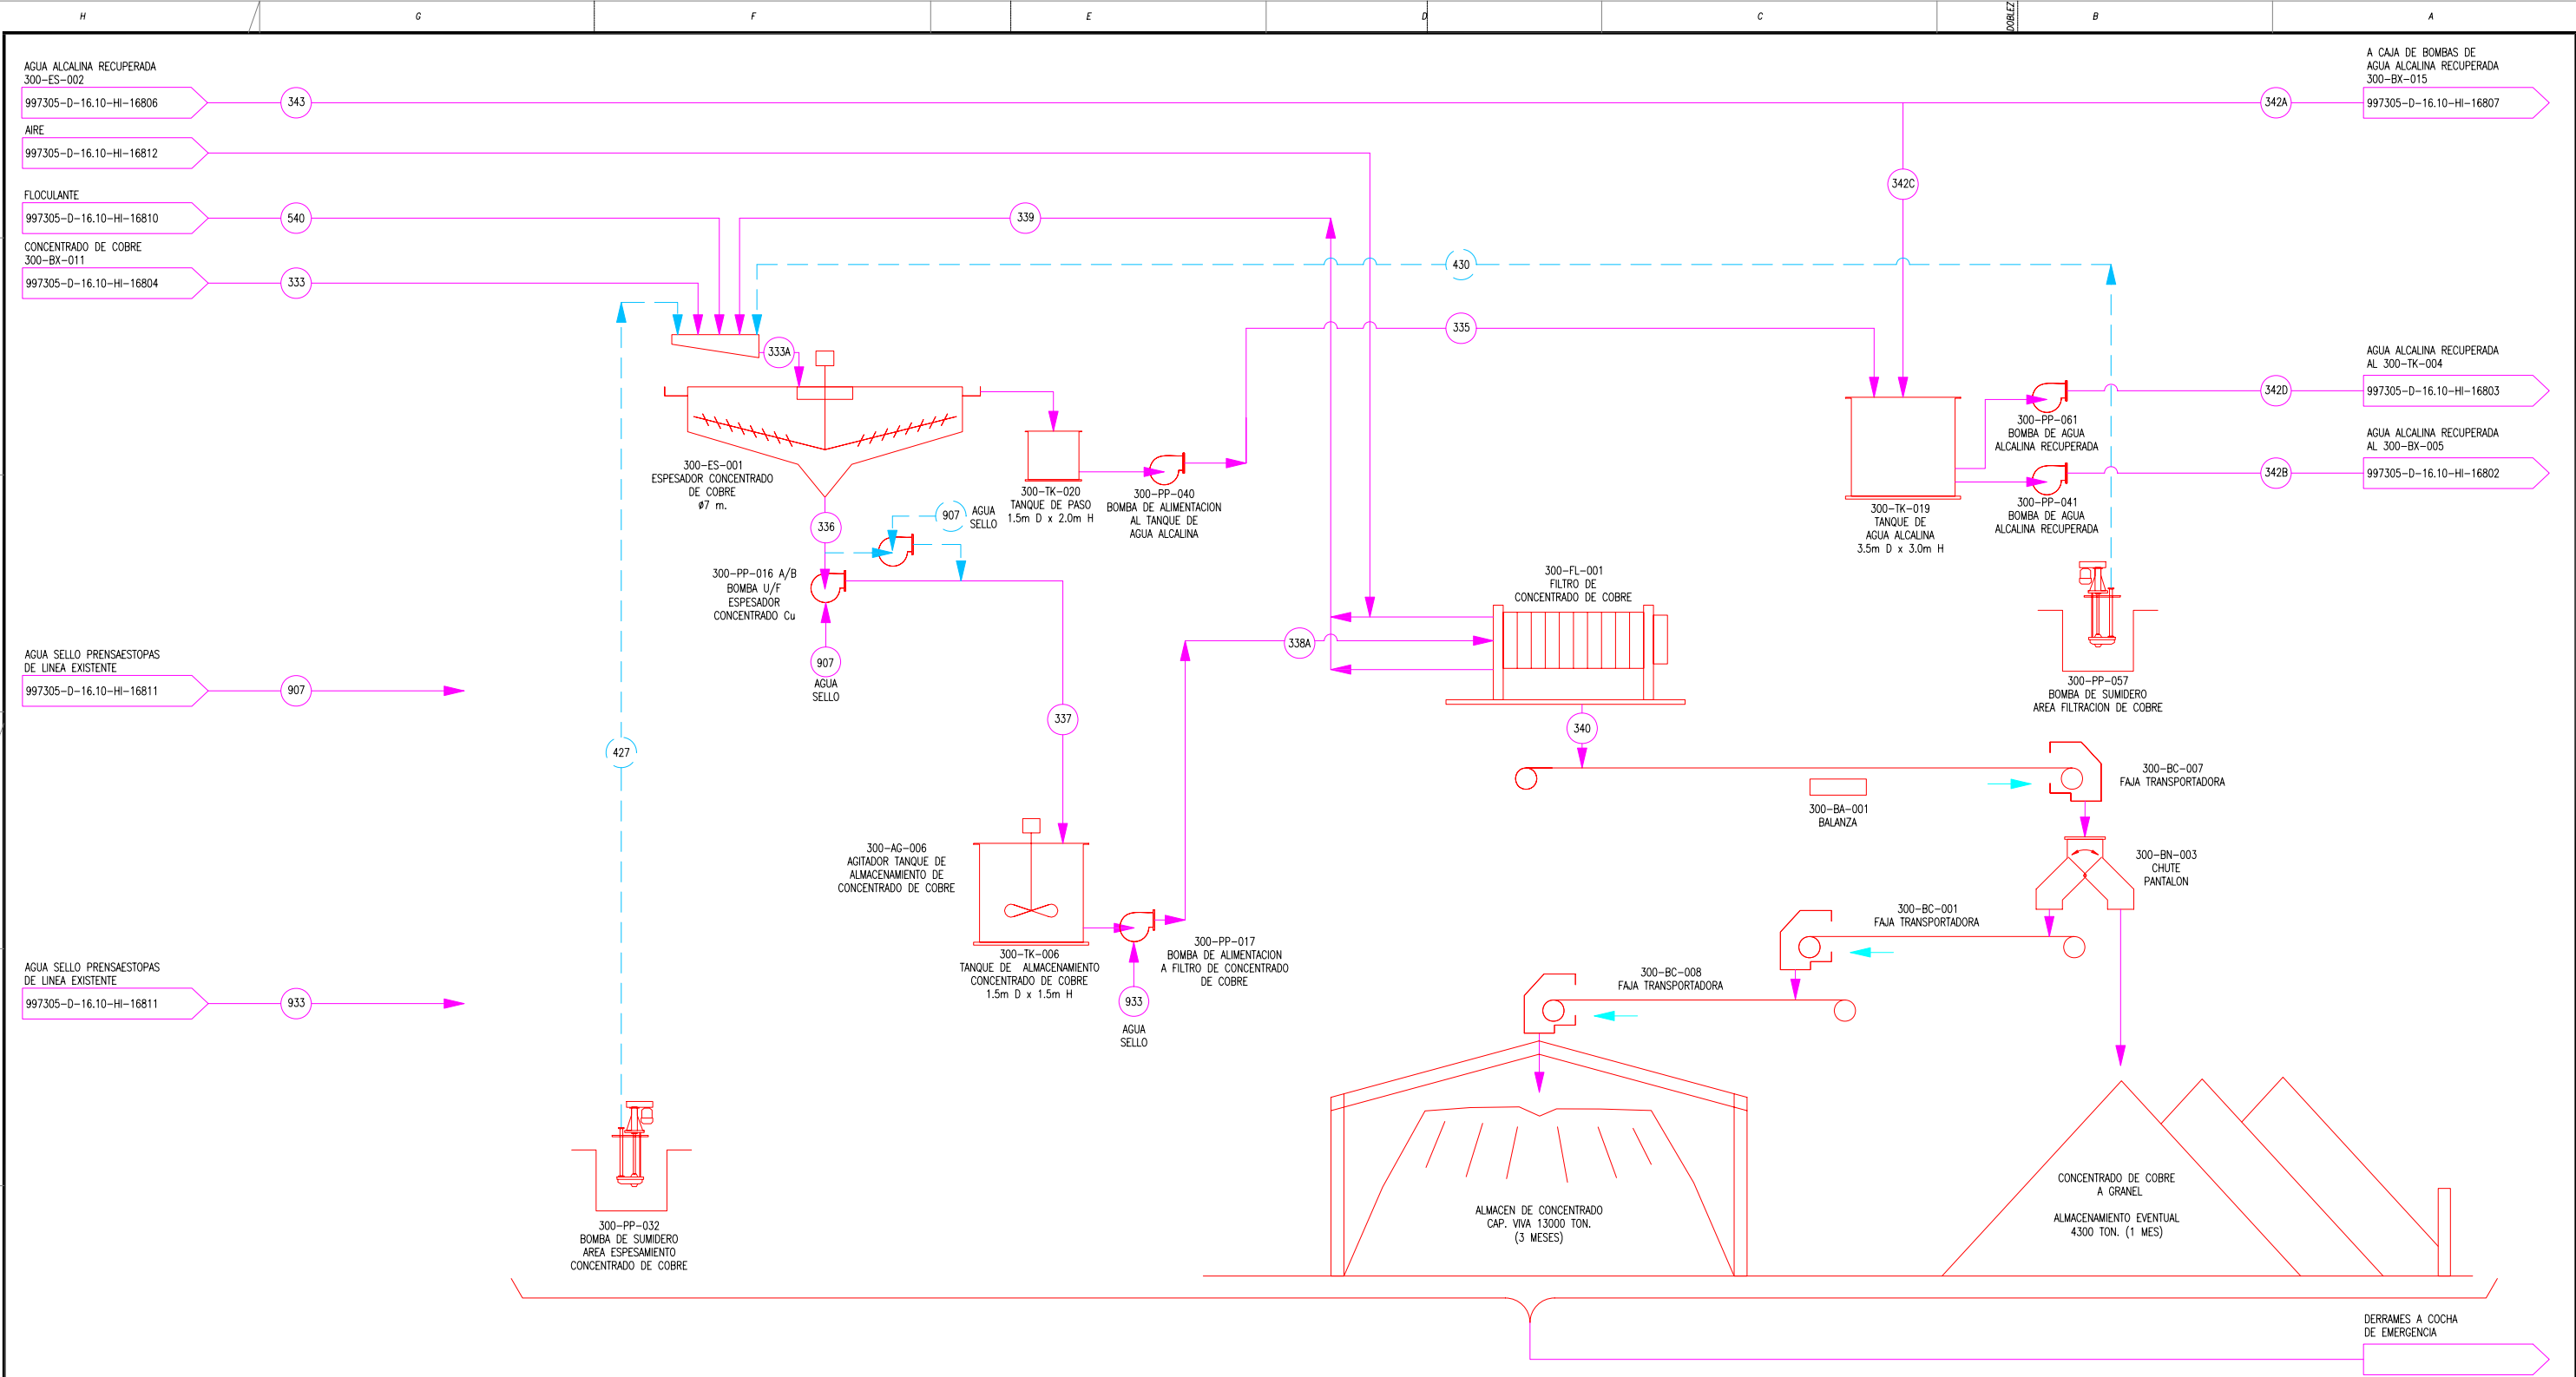 H
G
F
E
D
C
DOBLEZ
B
A
AGUA ALCALINA RECUPERADA
300-ES-002
997305-D-16.10-HI-16806
343
342A
A CAJA DE BOMBAS DE
AGUA ALCALINA RECUPERADA
300-BX-015
997305-D-16.10-HI-16807
AIRE
997305-D-16.10-HI-16812
342C
FLOCULANTE
997305-D-16.10-HI-16810
540
339
CONCENTRADO DE COBRE
300-BX-011
997305-D-16.10-HI-16804
333
430
335
333A
AGUA ALCALINA RECUPERADA
AL 300-TK-004
997305-D-16.10-HI-16803
342D
300-PP-061
BOMBA DE AGUA
ALCALINA RECUPERADA
AGUA ALCALINA RECUPERADA
AL 300-BX-005
997305-D-16.10-HI-16802
342B
300-PP-041
BOMBA DE AGUA
ALCALINA RECUPERADA
300-ES-001
ESPESADOR CONCENTRADO
DE COBRE
ø7 m.
300-TK-020
TANQUE DE PASO
1.5m D x 2.0m H
300-PP-040
BOMBA DE ALIMENTACION
AL TANQUE DE
AGUA ALCALINA
300-TK-019
TANQUE DE
AGUA ALCALINA
3.5m D x 3.0m H
336
907
AGUA
SELLO
300-PP-016 A/B
BOMBA U/F
ESPESADOR
CONCENTRADO Cu
300-FL-001
FILTRO DE
CONCENTRADO DE COBRE
338A
907
AGUA
SELLO
AGUA SELLO PRENSAESTOPAS
DE LINEA EXISTENTE
997305-D-16.10-HI-16811
907
300-PP-057
BOMBA DE SUMIDERO
AREA FILTRACION DE COBRE
337
340
427
300-BC-007
FAJA TRANSPORTADORA
300-BA-001
BALANZA
300-AG-006
AGITADOR TANQUE DE
ALMACENAMIENTO DE
CONCENTRADO DE COBRE
300-BN-003
CHUTE
PANTALON
300-BC-001
FAJA TRANSPORTADORA
300-TK-006
TANQUE DE ALMACENAMIENTO
CONCENTRADO DE COBRE
1.5m D x 1.5m H
300-PP-017
BOMBA DE ALIMENTACION
A FILTRO DE CONCENTRADO
DE COBRE
300-BC-008
FAJA TRANSPORTADORA
AGUA SELLO PRENSAESTOPAS
DE LINEA EXISTENTE
997305-D-16.10-HI-16811
933
933
AGUA
SELLO
300-PP-032
BOMBA DE SUMIDERO
AREA ESPESAMIENTO
CONCENTRADO DE COBRE
ALMACEN DE CONCENTRADO
CAP. VIVA 13000 TON.
(3 MESES)
CONCENTRADO DE COBRE
A GRANEL
ALMACENAMIENTO EVENTUAL
4300 TON. (1 MES)
DERRAMES A COCHA
DE EMERGENCIA